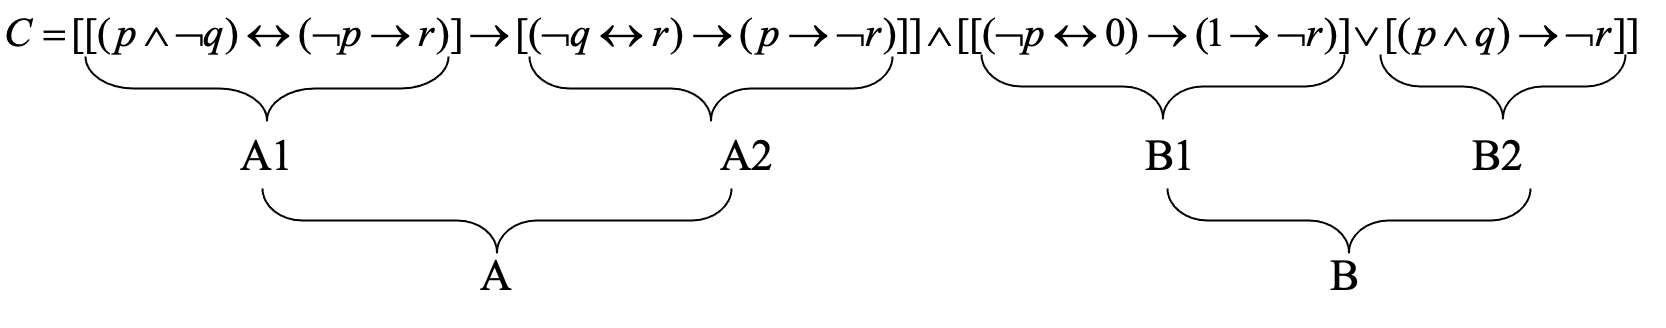 C = [[(p ∧ ¬q) ↔ (¬p → r)] → [(¬q ↔ r) → (p → ¬r)]] ∧ [[(¬p ↔ 0) → (1 → ¬r)] ∨ [(p ∧ q) → ¬r]]
A1 A2 B1 B2
A B